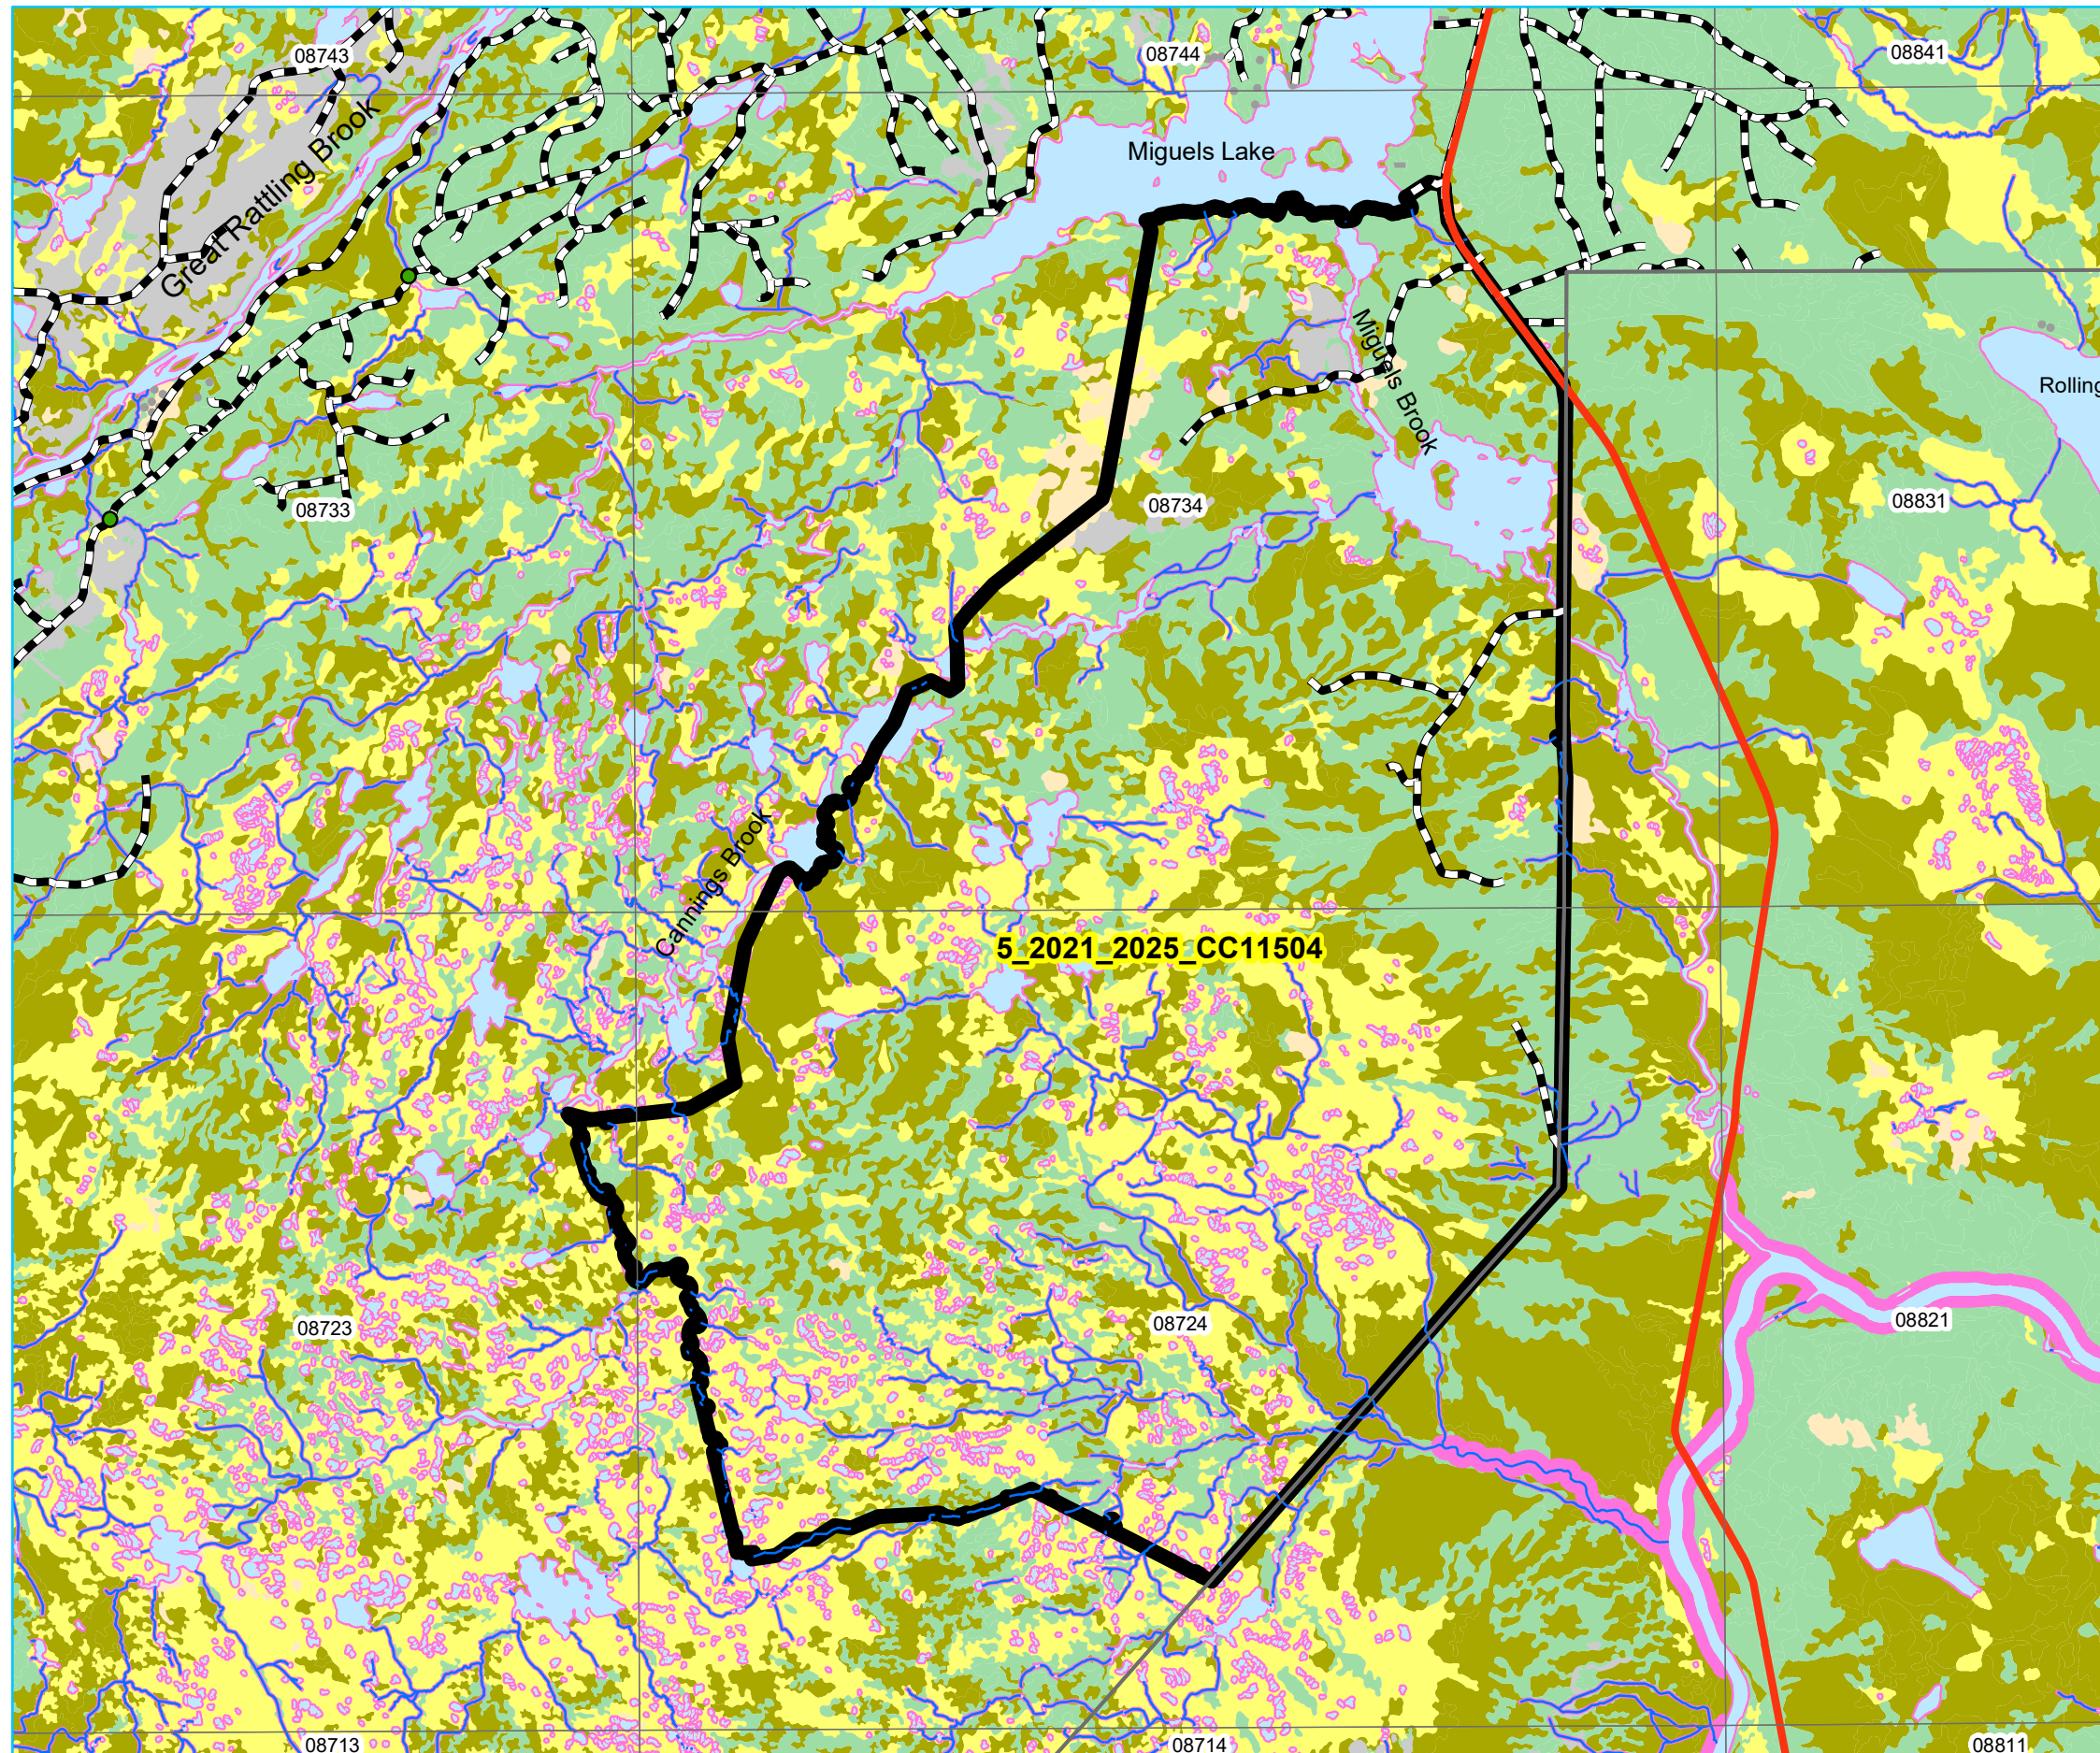 08743
08744
08841
Great Rattling Brook
Miguels Lake
Miguels Brook
Rolling
08733
08734
08831
Cannings Brook
5_2021_2025_CC11504
08723
08724
08821
08713
08714
08811